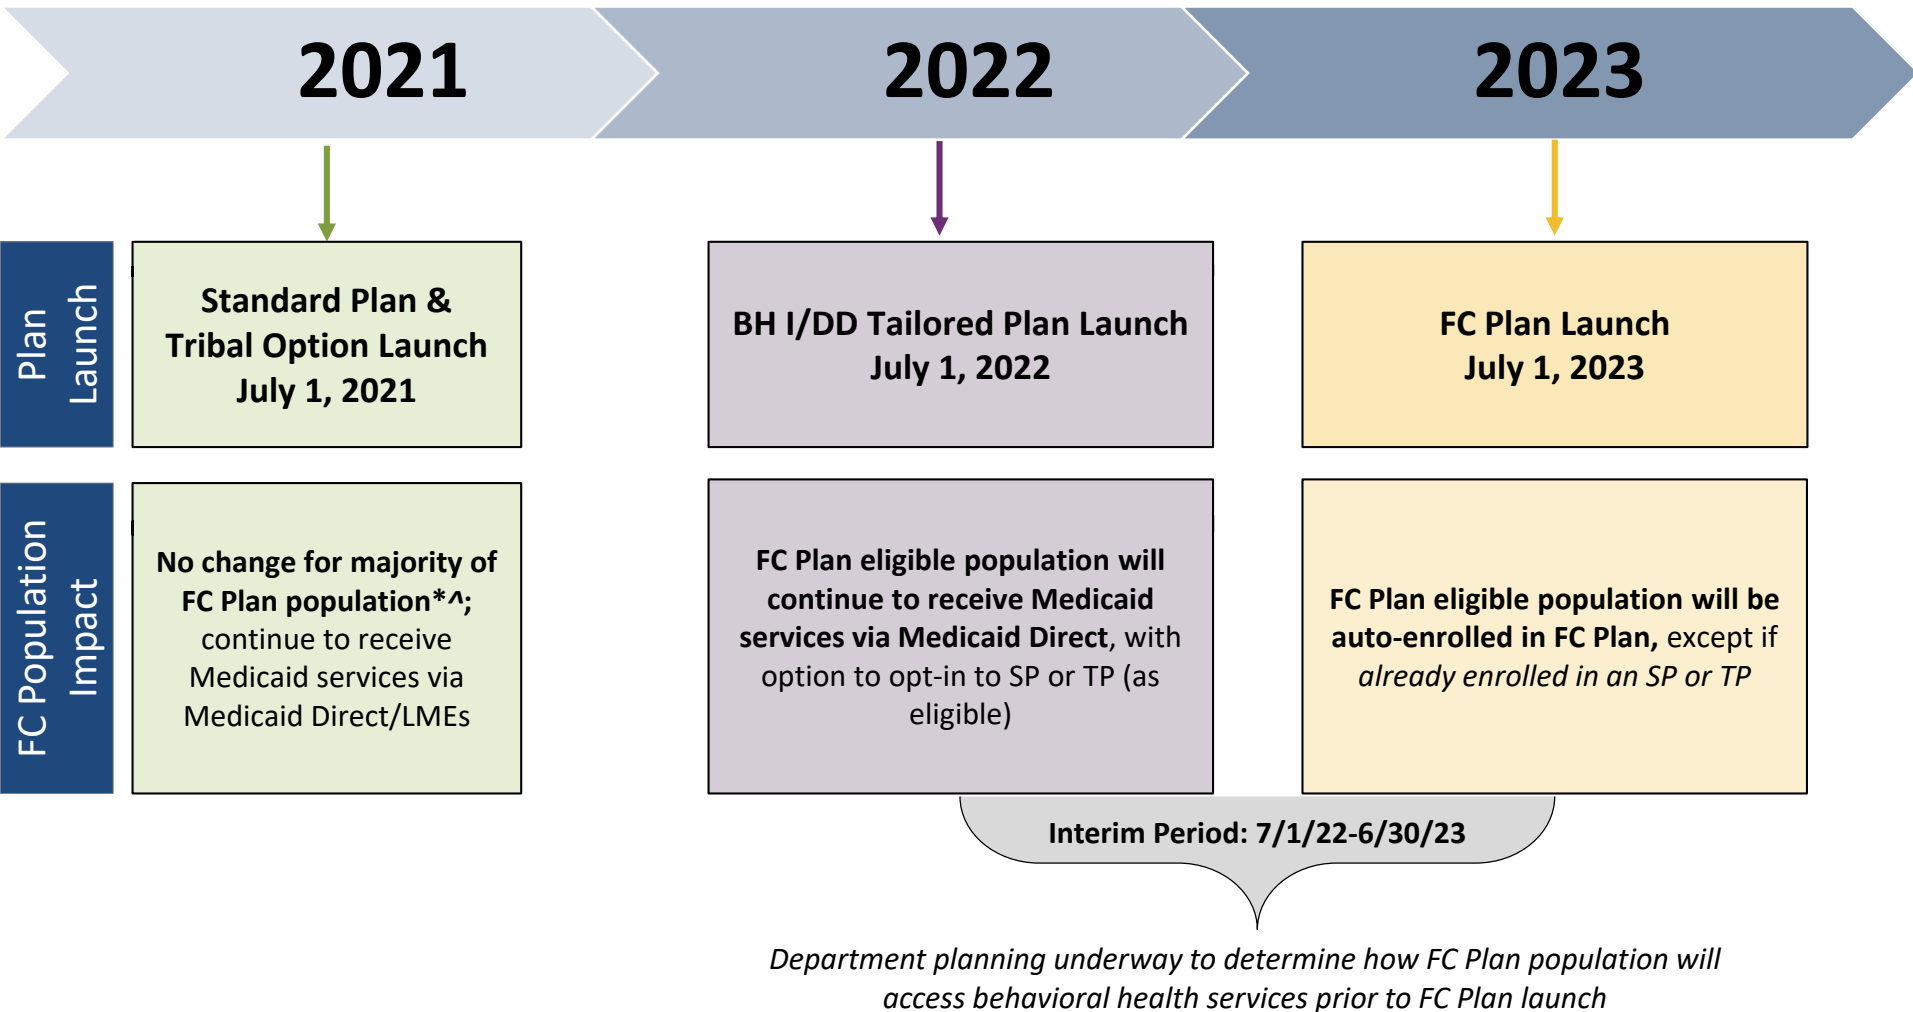 2021
2022
2023
Plan
Launch
Standard Plan &
Tribal Option Launch
July 1, 2021
BH I/DD Tailored Plan Launch
July 1, 2022
FC Plan Launch
July 1, 2023
FC Population
Impact
No change for majority of
FC Plan population*^;
continue to receive
Medicaid services via
Medicaid Direct/LMEs
FC Plan eligible population will
continue to receive Medicaid
services via Medicaid Direct, with
option to opt-in to SP or TP (as
eligible)
FC Plan eligible population will be
auto-enrolled in FC Plan, except if
already enrolled in an SP or TP
Interim Period: 7/1/22-6/30/23
Department planning underway to determine how FC Plan population will
access behavioral health services prior to FC Plan launch